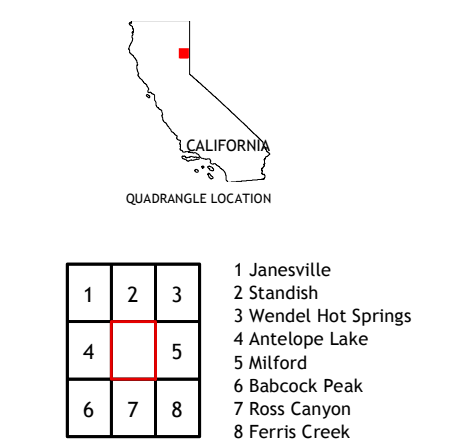 CALIFORNIA
QUADRANGLE LOCATION
1 2 3
4 5
6 7 8
1 Janesville
2 Standish
3 Wendel Hot Springs
4 Antelope Lake
5 Milford
6 Babcock Peak
7 Ross Canyon
8 Ferris Creek